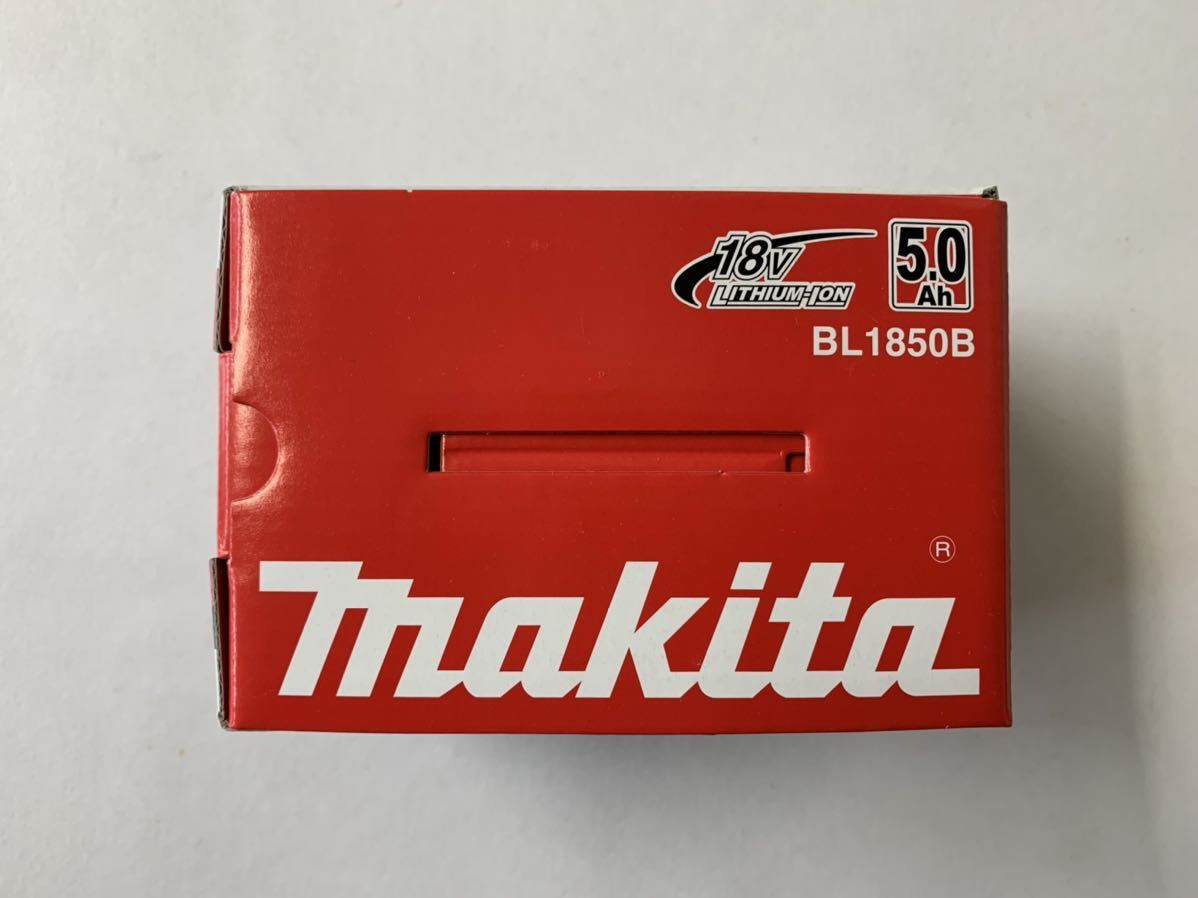 18V
LITHIUM-ION
5.0
Ah
BL1850B
makita
®